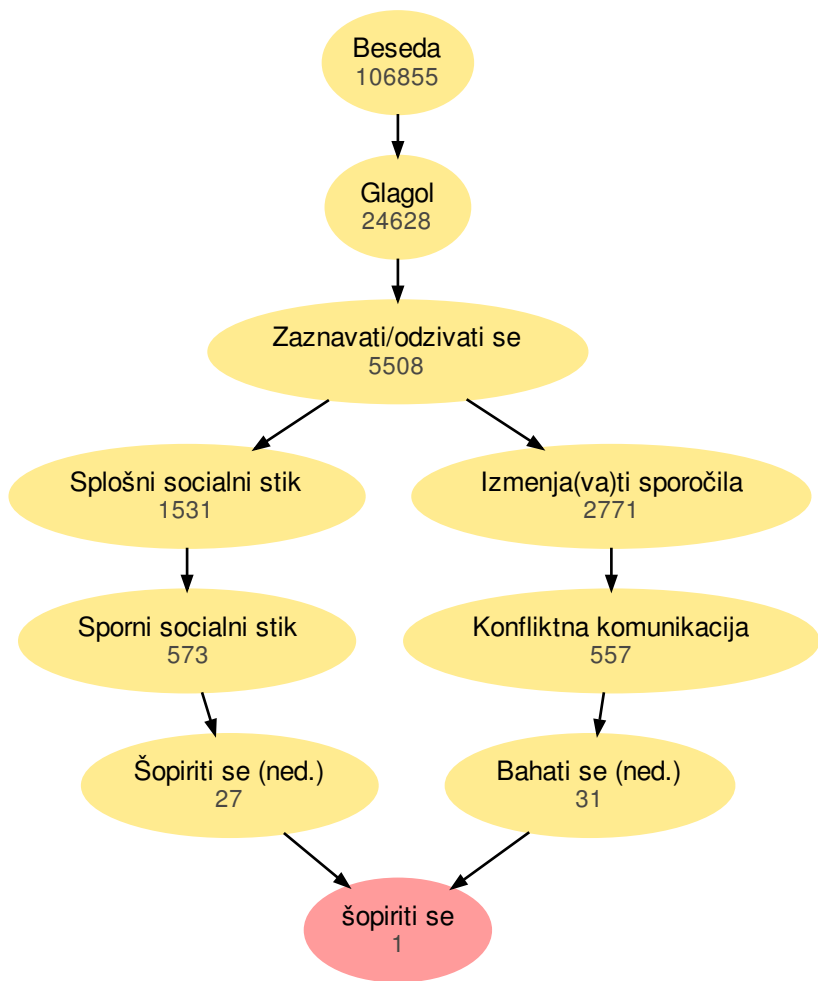 Beseda
106855
Glagol
24628
Zaznavati/odzivati se
5508
Splošni socialni stik
1531
Izmenja(va)ti sporočila
2771
Sporni socialni stik
573
Konfliktna komunikacija
557
Šopiriti se (ned.)
27
Bahati se (ned.)
31
šopiriti se
1